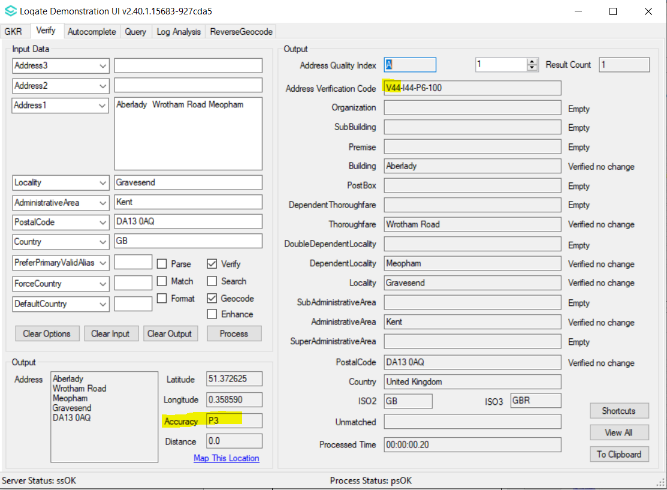 Loqate Demonstration UI v2.40.1.15683-927cda5
GKR Verify Autocomplete Query Log Analysis ReverseGeocode
Input Data
Address3
Address2
Address1 Aberlady Wrotham Road Meopham
Locality Gravesend
AdministrativeArea Kent
PostalCode DA13 0AQ
Country GB
PreferPrimaryValidAlias Parse Verify
ForceCountry Match Search
DefaultCountry Format Geocode
Enhance
Clear Options Clear Input Clear Output Process
Output
Address Aberlady
Wrotham Road
Meopham
Gravesend
DA13 0AQ
Latitude 51.372625
Longitude 0.358590
Accuracy P3
Distance 0.0
Map This Location
Output
Address Quality Index A 1 Result Count 1
Address Verification Code V44-I44-P6-100
Organization Empty
SubBuilding Empty
Premise Empty
Building Aberlady Verified no change
PostBox Empty
DependentThoroughfare Empty
Thoroughfare Wrotham Road Verified no change
DoubleDependentLocality Empty
DependentLocality Meopham Verified no change
Locality Gravesend Verified no change
SubAdministrativeArea Empty
AdministrativeArea Kent Verified no change
SuperAdministrativeArea Empty
PostalCode DA13 0AQ Verified no change
Country United Kingdom
ISO2 GB ISO3 GBR
Unmatched
Processed Time 00:00:00.20
Shortcuts
View All
To Clipboard
Server Status: ssOK Process Status: psOK